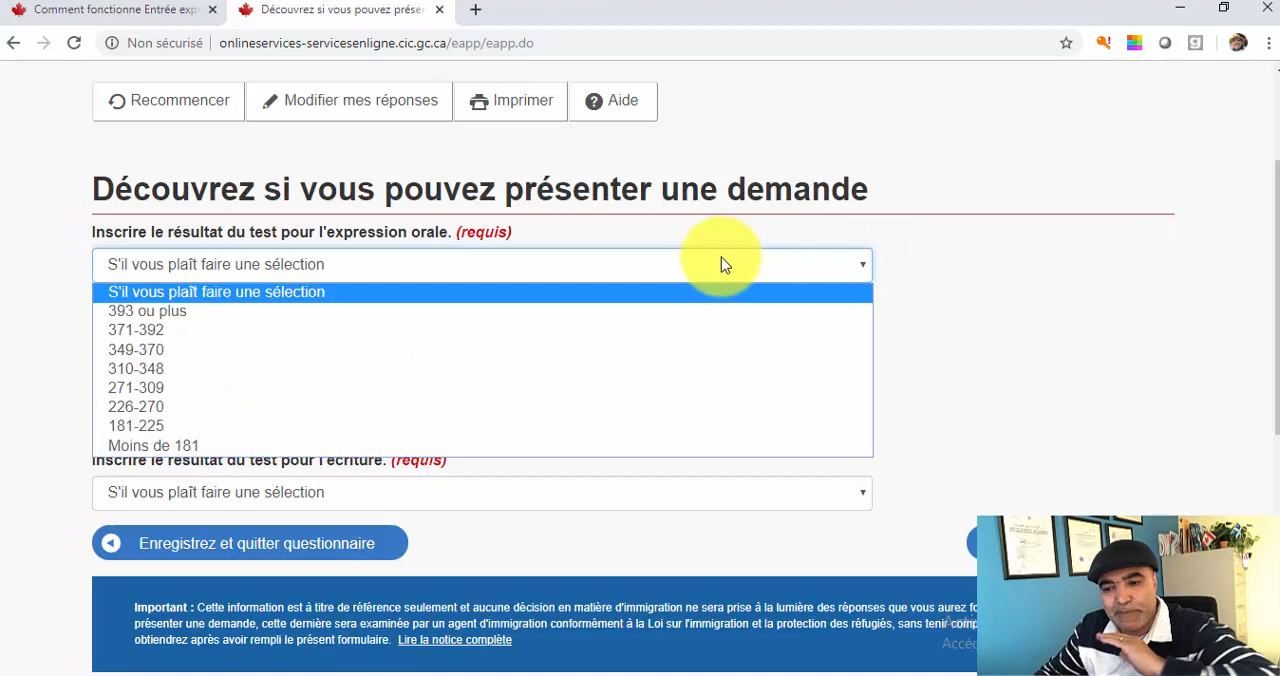 Comment fonctionne Entrée exp
Découvrez si vous pouvez présen
Non sécurisé
onlineservices-servicesenligne.cic.gc.ca/eapp/eapp.do
Recommencer
Modifier mes réponses
Imprimer
Aide
Découvrez si vous pouvez présenter une demande
Inscrire le résultat du test pour l'expression orale. (requis)
S'il vous plaît faire une sélection
S'il vous plaît faire une sélection
393 ou plus
371-392
349-370
310-348
271-309
226-270
181-225
Moins de 181
Inscrire le résultat du test pour l'écriture. (requis)
S'il vous plaît faire une sélection
Enregistrez et quitter questionnaire
Important : Cette information est à titre de référence seulement et aucune décision en matière d'immigration ne sera prise à la lumière des réponses que vous aurez fo
présenter une demande, cette dernière sera examinée par un agent d'immigration conformément à la Loi sur l'immigration et la protection des réfugiés, sans tenir comp
obtiendrez après avoir rempli le présent formulaire. Lire la notice complète